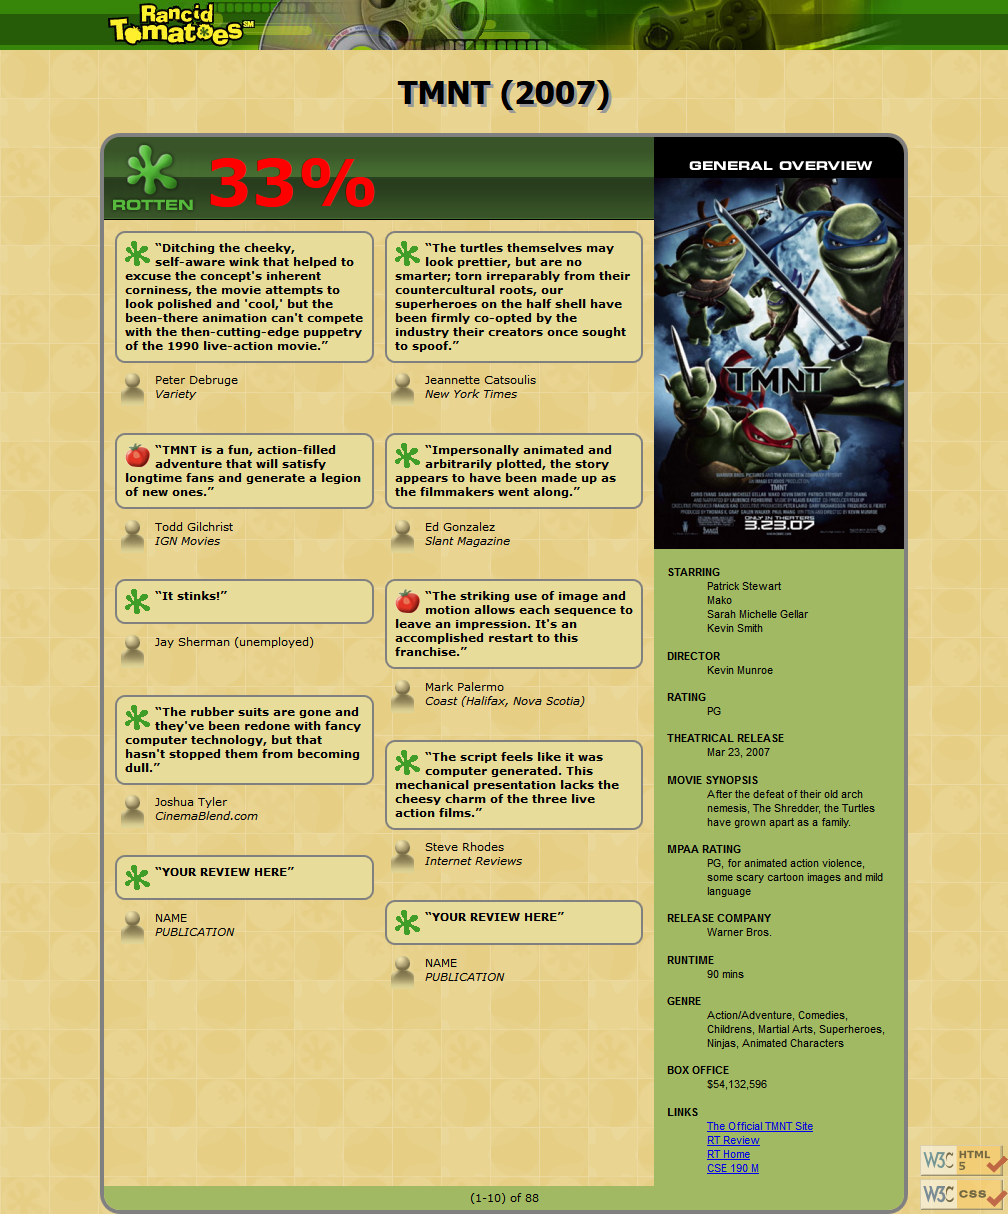 Rancid
Tomatoes SM
TMNT (2007)
ROTTEN
33%
“Ditching the cheeky,
self-aware wink that helped to
excuse the concept's inherent
corniness, the movie attempts to
look polished and 'cool,' but the
been-there animation can't compete
with the then-cutting-edge puppetry
of the 1990 live-action movie.”
Peter Debruge
Variety
“TMNT is a fun, action-filled
adventure that will satisfy
longtime fans and generate a legion
of new ones.”
Todd Gilchrist
IGN Movies
“It stinks!”
Jay Sherman (unemployed)
“The rubber suits are gone and
they've been redone with fancy
computer technology, but that
hasn't stopped them from becoming
dull.”
Joshua Tyler
CinemaBlend.com
“YOUR REVIEW HERE”
NAME
PUBLICATION
“The turtles themselves may
look prettier, but are no
smarter; torn irreparably from their
countercultural roots, our
superheroes on the half shell have
been firmly co-opted by the
industry their creators once sought
to spoof.”
Jeannette Catsoulis
New York Times
“Impersonally animated and
arbitrarily plotted, the story
appears to have been made up as
the filmmakers went along.”
Ed Gonzalez
Slant Magazine
“The striking use of image and
motion allows each sequence to
leave an impression. It's an
accomplished restart to this
franchise.”
Mark Palermo
Coast (Halifax, Nova Scotia)
“The script feels like it was
computer generated. This
mechanical presentation lacks the
cheesy charm of the three live
action films.”
Steve Rhodes
Internet Reviews
“YOUR REVIEW HERE”
NAME
PUBLICATION
GENERAL OVERVIEW
TMNT
TMNT
ONLY IN THEATERS
3.23.07
STARRING
Patrick Stewart
Mako
Sarah Michelle Gellar
Kevin Smith
DIRECTOR
Kevin Munroe
RATING
PG
THEATRICAL RELEASE
Mar 23, 2007
MOVIE SYNOPSIS
After the defeat of their old arch
nemesis, The Shredder, the Turtles
have grown apart as a family.
MPAA RATING
PG, for animated action violence,
some scary cartoon images and mild
language
RELEASE COMPANY
Warner Bros.
RUNTIME
90 mins
GENRE
Action/Adventure, Comedies,
Childrens, Martial Arts, Superheroes,
Ninjas, Animated Characters
BOX OFFICE
$54,132,596
LINKS
The Official TMNT Site
RT Review
RT Home
CSE 190 M
(1-10) of 88
W3C HTML
5
W3C CSS